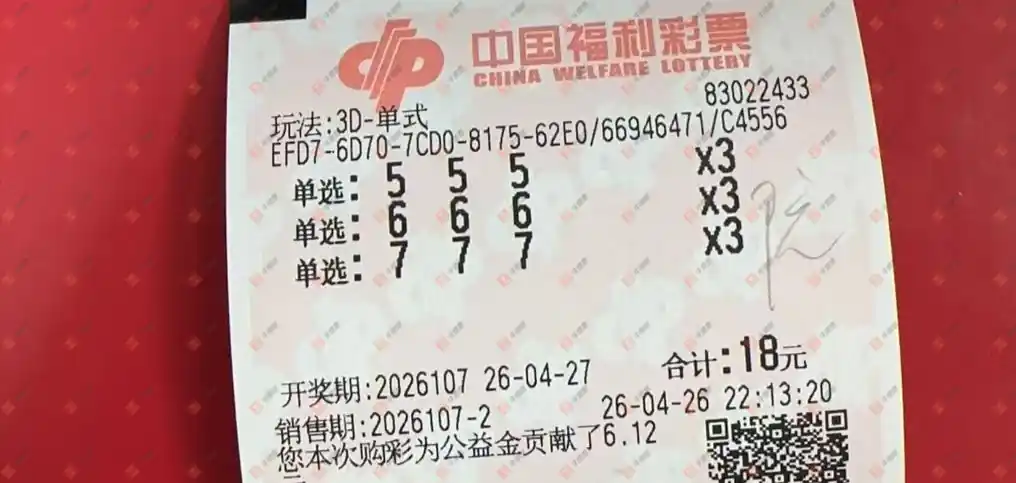 中国福利彩票
CHINA WELFARE LOTTERY
83022433
玩法:3D-单式
EFD7-6D70-7CD0-8175-62E0/66946471/C4556
单选: 5 5 5 x3
单选: 6 6 6 x3
单选: 7 7 7 x3
合计:18元
开奖期:2026107 26-04-27
销售期:2026107-2 26-04-26 22:13:20
您本次购彩为公益金贡献了6.12
元